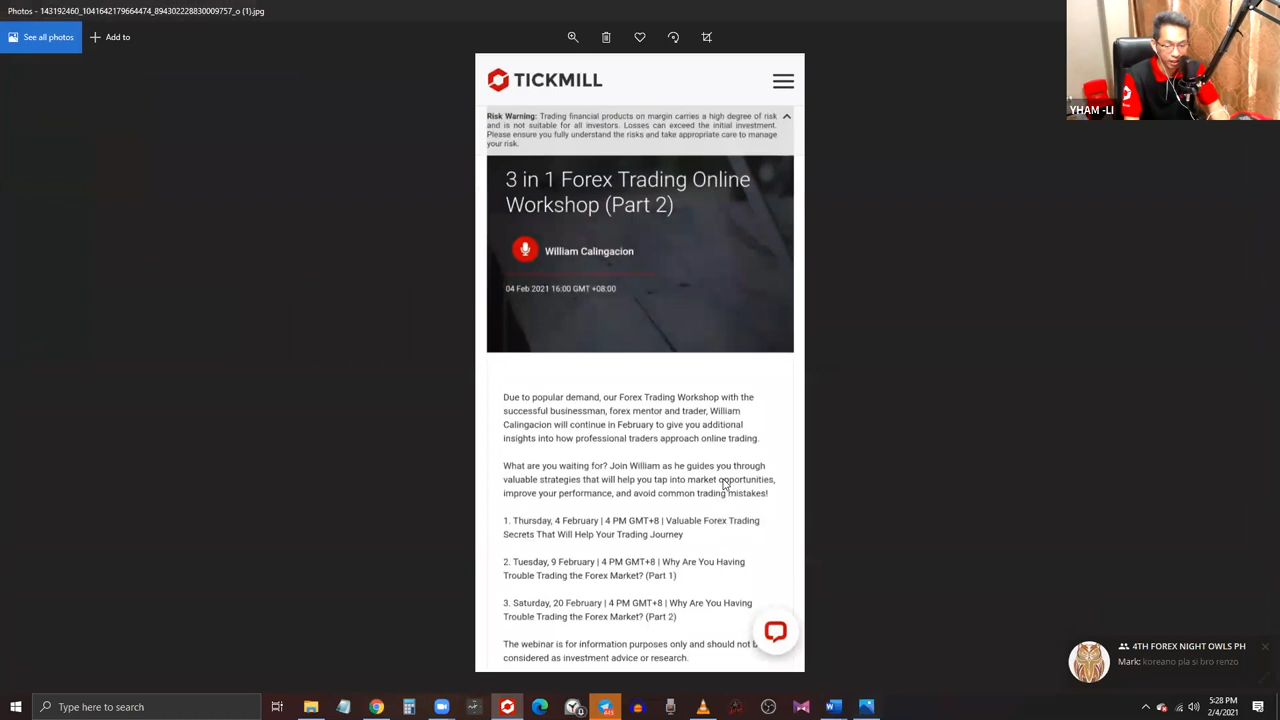 Photos - 143192460_1041642179664474_894302228830009757_o (1).jpg
See all photos
Add to
TICKMILL
Risk Warning: Trading financial products on margin carries a high degree of risk
and is not suitable for all investors. Losses can exceed the initial investment.
Please ensure you fully understand the risks and take appropriate care to manage
your risk.
3 in 1 Forex Trading Online
Workshop (Part 2)
William Calingacion
04 Feb 2021 16:00 GMT +08:00
Due to popular demand, our Forex Trading Workshop with the
successful businessman, forex mentor and trader, William
Calingacion will continue in February to give you additional
insights into how professional traders approach online trading.
What are you waiting for? Join William as he guides you through
valuable strategies that will help you tap into market opportunities,
improve your performance, and avoid common trading mistakes!
1. Thursday, 4 February | 4 PM GMT+8 | Valuable Forex Trading
Secrets That Will Help Your Trading Journey
2. Tuesday, 9 February | 4 PM GMT+8 | Why Are You Having
Trouble Trading the Forex Market? (Part 1)
3. Saturday, 20 February | 4 PM GMT+8 | Why Are You Having
Trouble Trading the Forex Market? (Part 2)
The webinar is for information purposes only and should not b
considered as investment advice or research.
YHAM -LI
4TH FOREX NIGHT OWLS PH
Mark: koreano pla si bro renzo
Type here to search
445
5:28 PM
2/4/2021